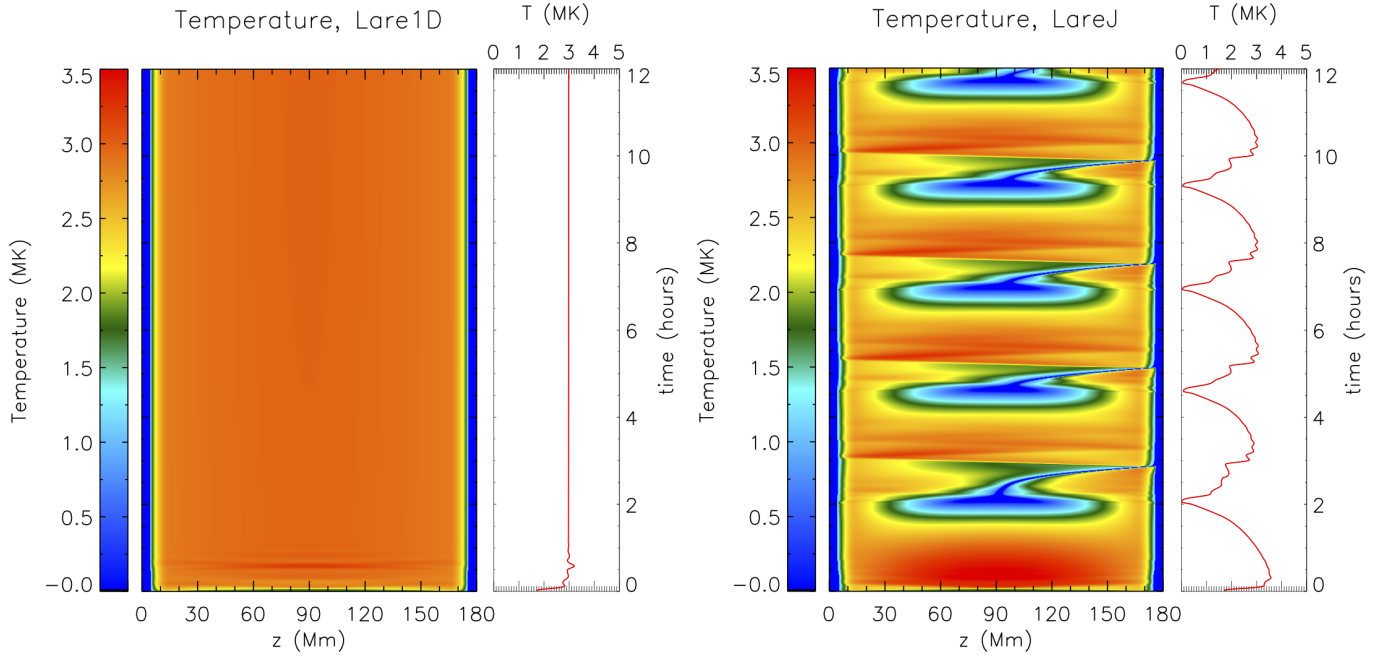 Temperature, Lare1D
T (MK)
0 1 2 3 4 5
Temperature (MK)
3.5
3.0
2.5
2.0
1.5
1.0
0.5
−0.0
0 30 60 90 120 150 180
z (Mm)
12
10
8
6
4
2
0
time (hours)
Temperature, LareJ
T (MK)
0 1 2 3 4 5
Temperature (MK)
3.5
3.0
2.5
2.0
1.5
1.0
0.5
−0.0
0 30 60 90 120 150 180
z (Mm)
12
10
8
6
4
2
0
time (hours)